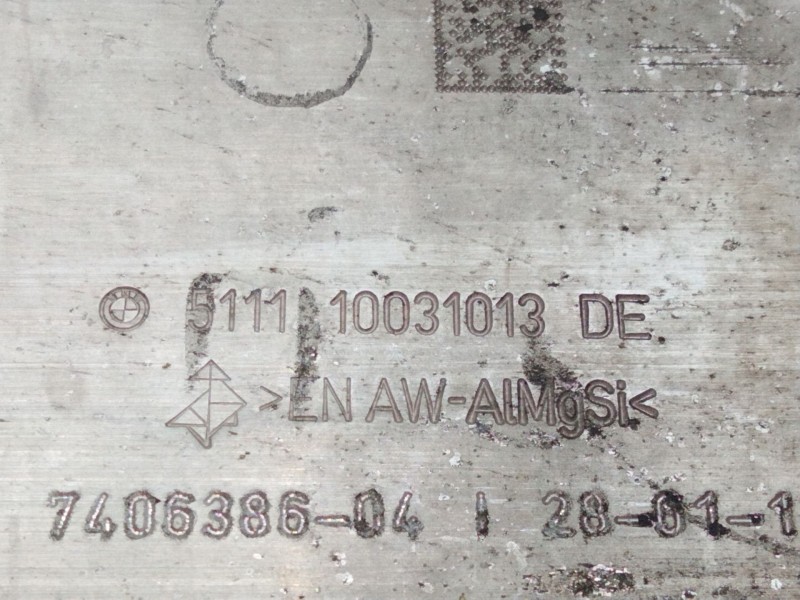 5111 10031013 DE
>EN AW-AlMgSi<
7406386-04 I 28-01-1